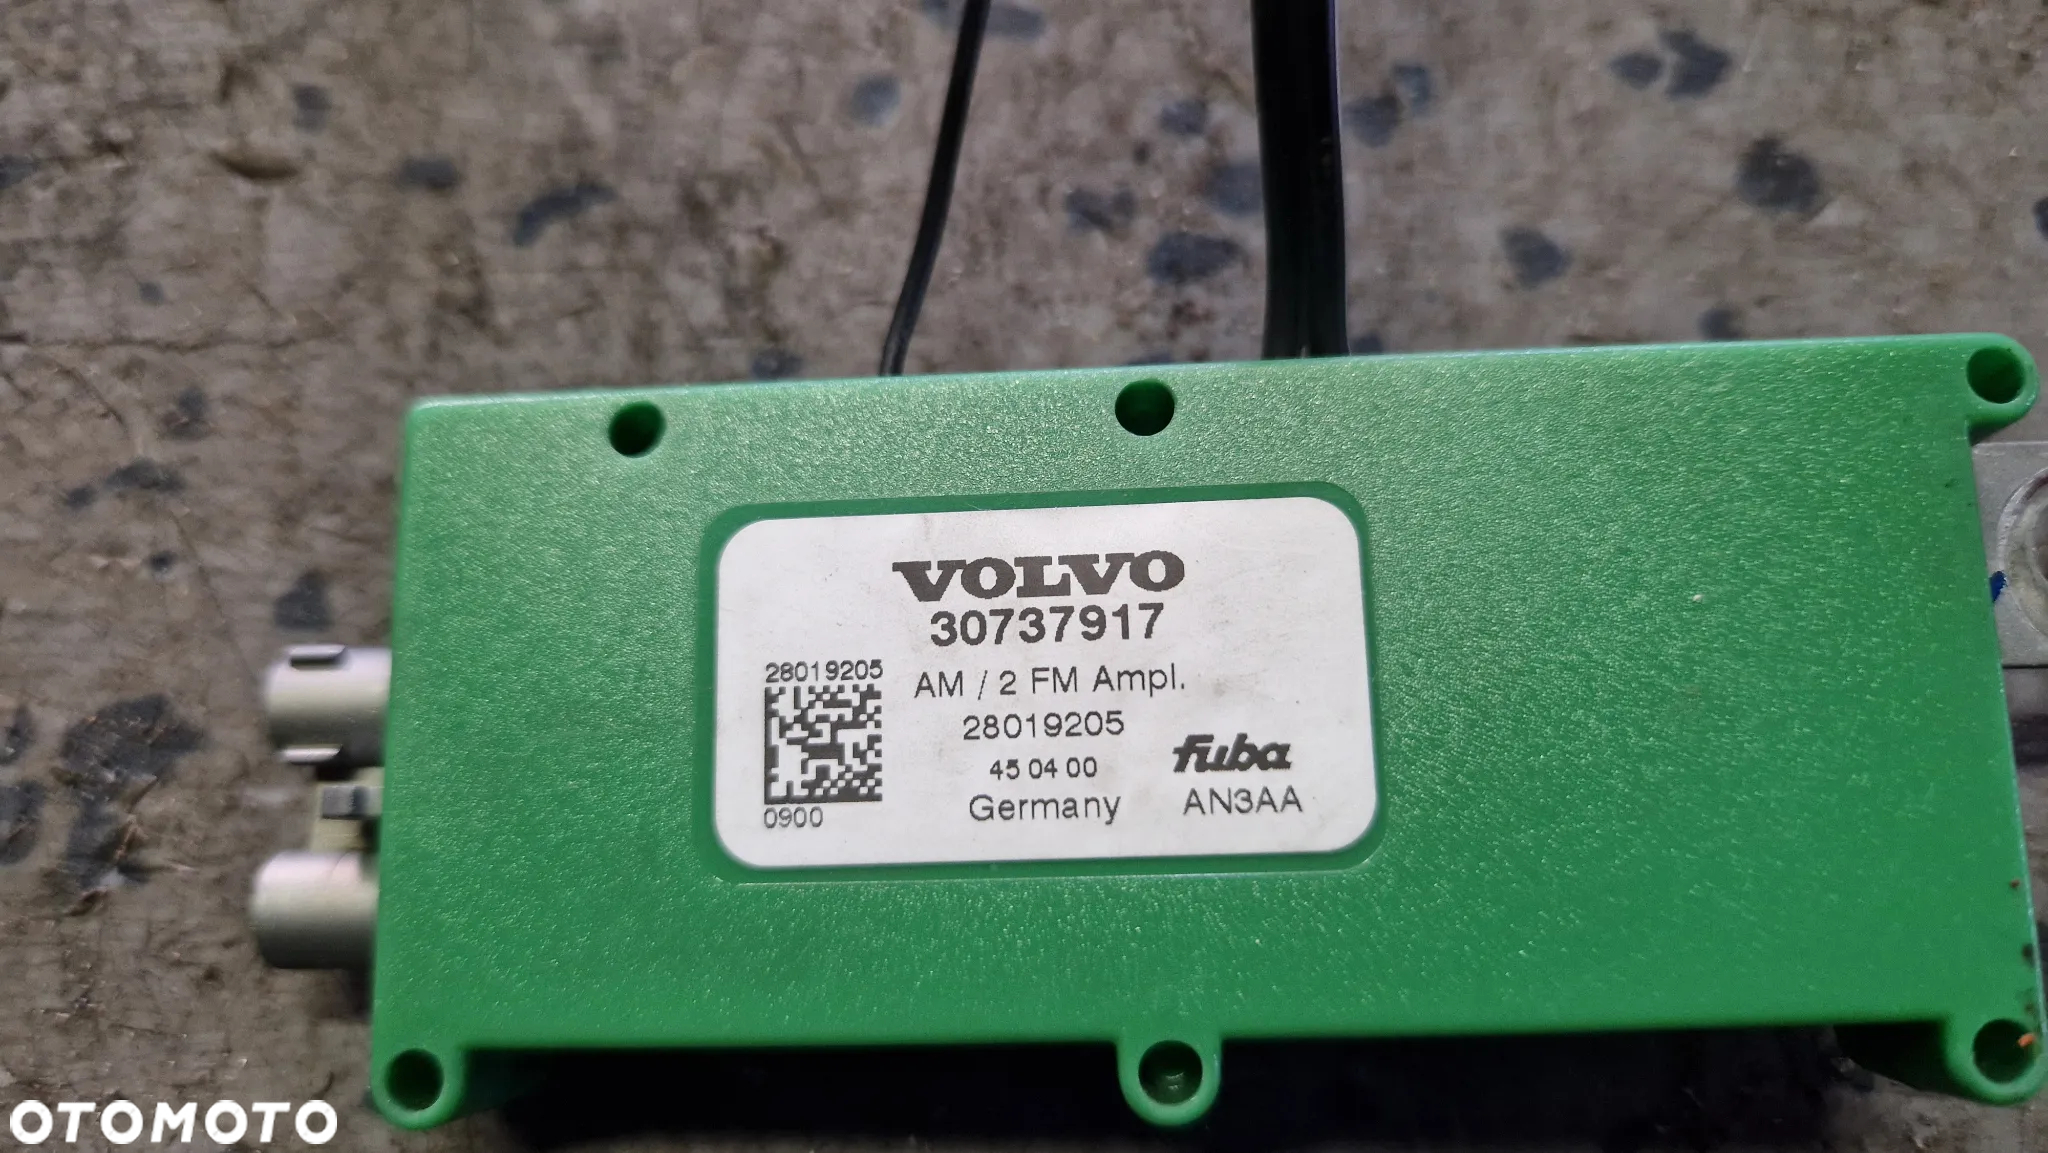 VOLVO
30737917
28019205
AM / 2 FM Ampl.
28019205
45 04 00
fuba
0900
Germany
AN3AA
OTOMOTO